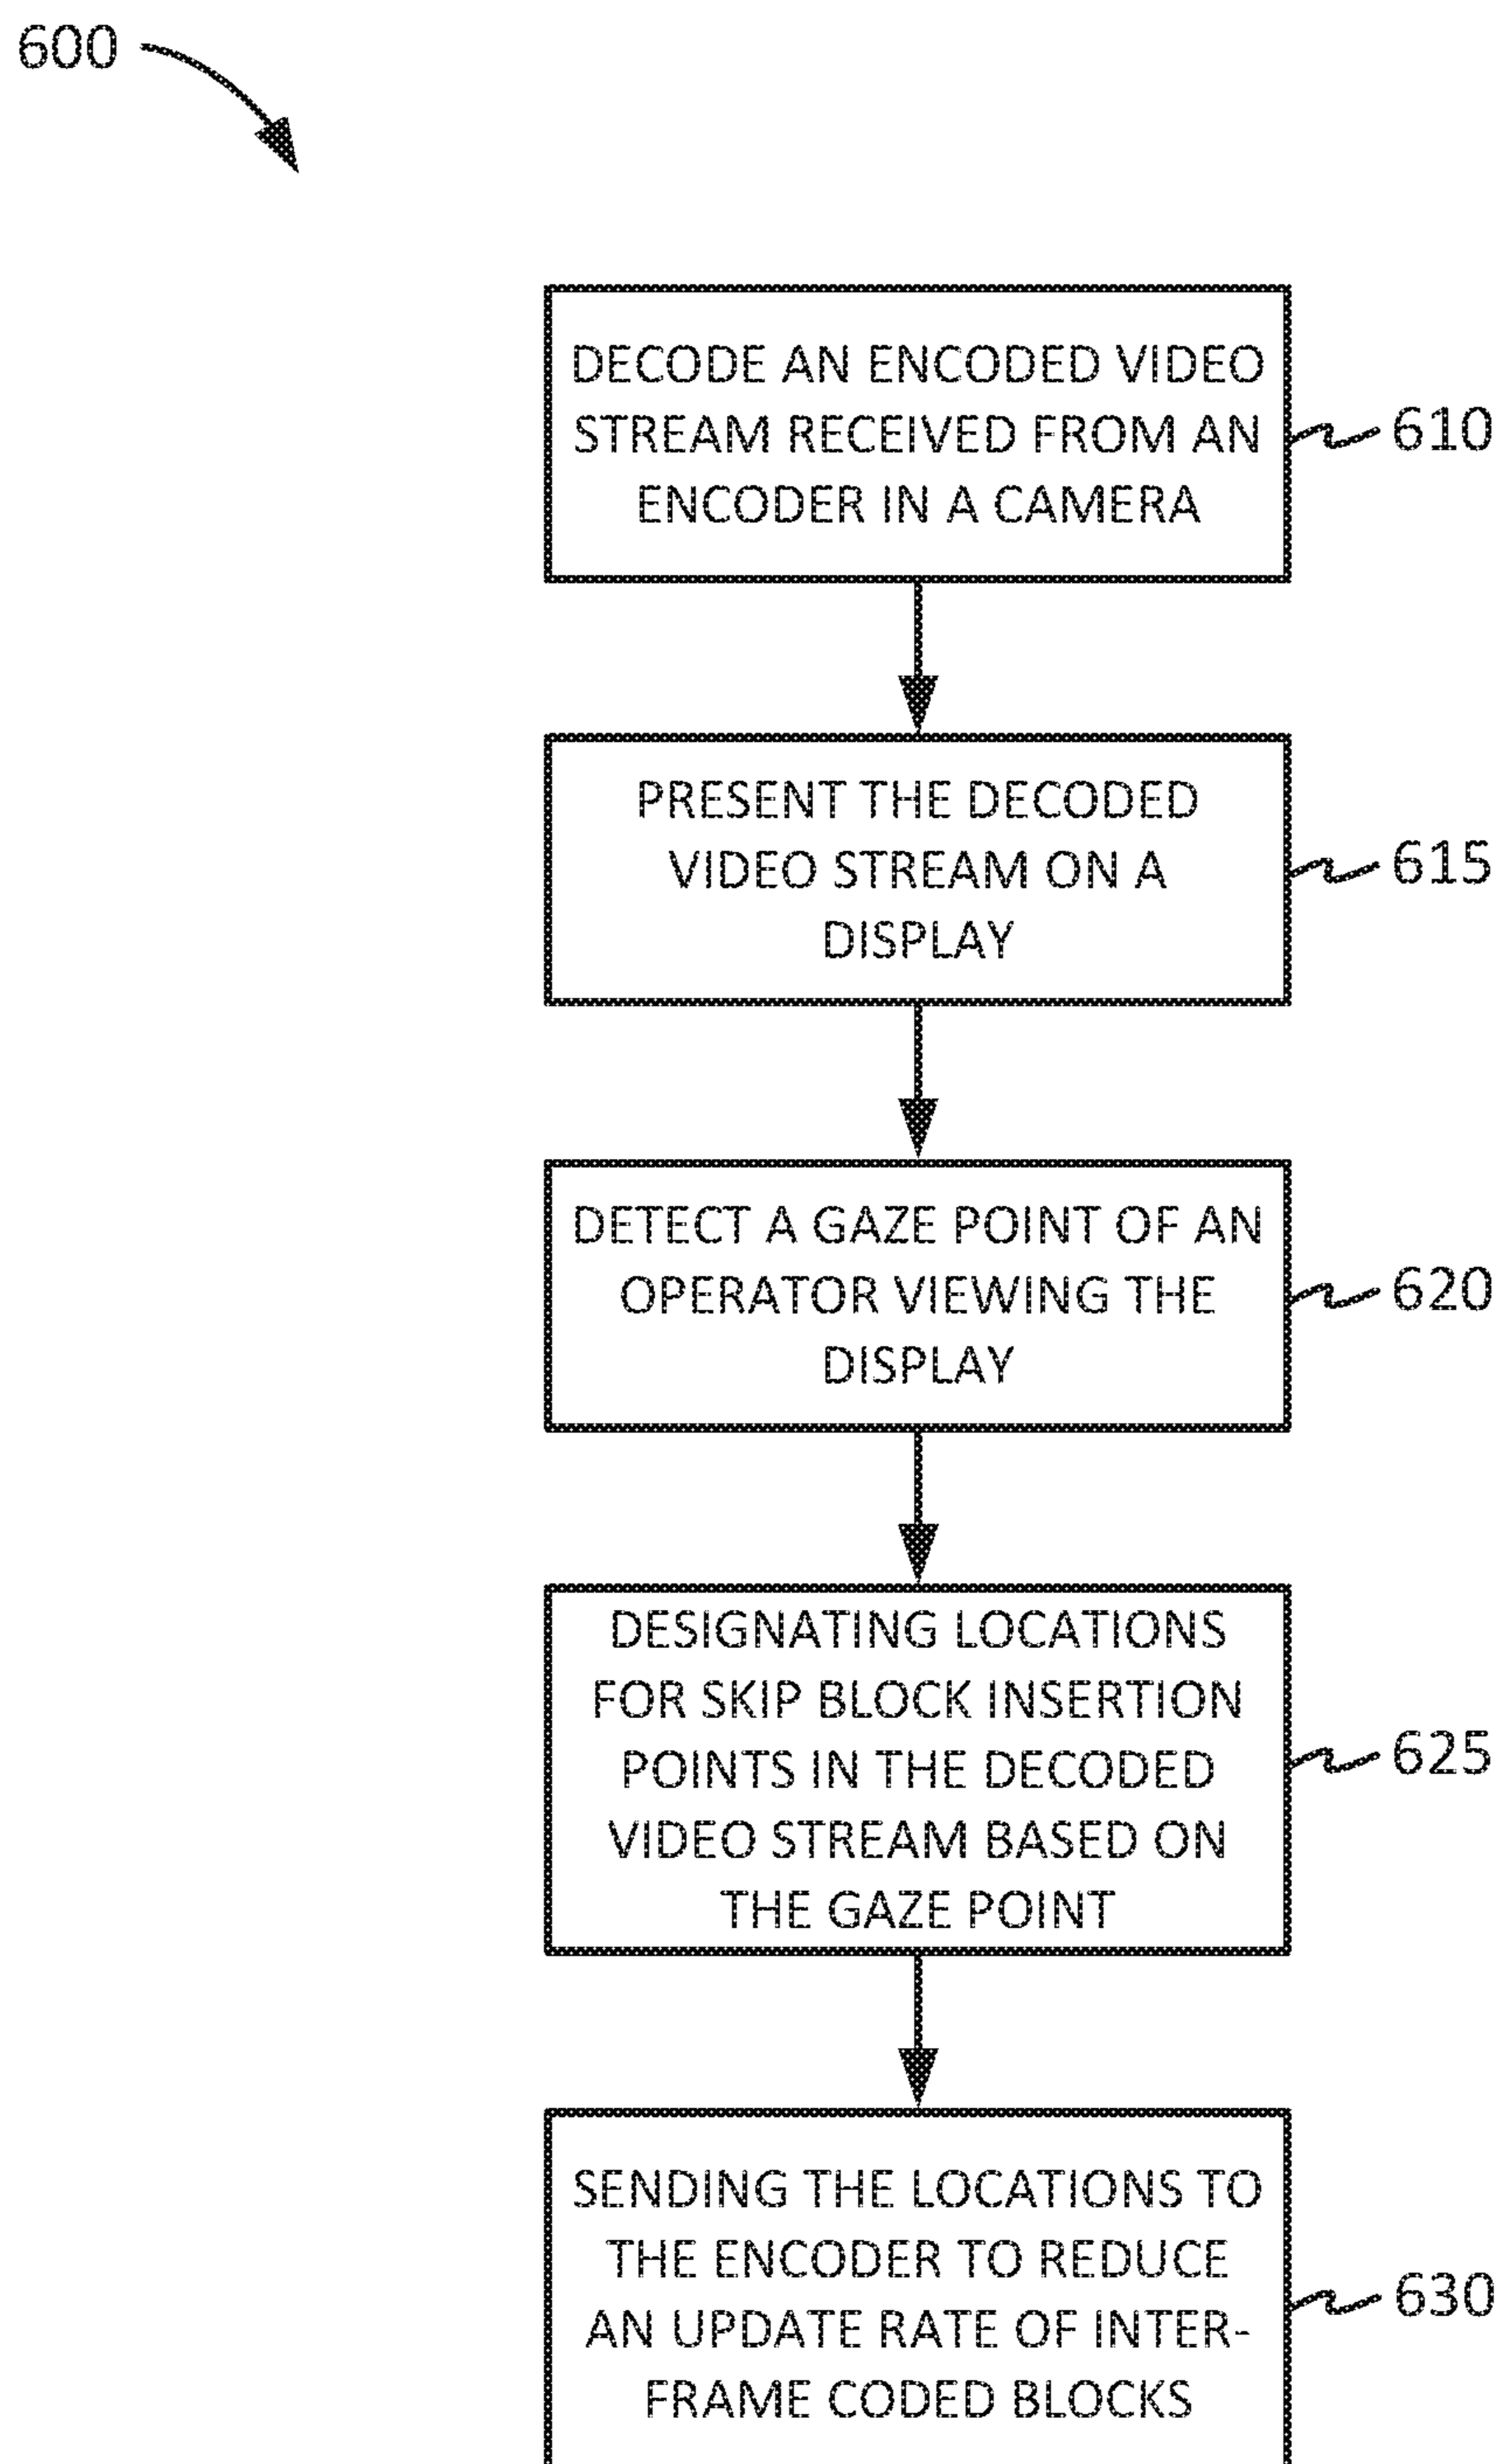 600
DECODE AN ENCODED VIDEO
STREAM RECEIVED FROM AN
ENCODER IN A CAMERA
610
PRESENT THE DECODED
VIDEO STREAM ON A
DISPLAY
615
DETECT A GAZE POINT OF AN
OPERATOR VIEWING THE
DISPLAY
620
DESIGNATING LOCATIONS
FOR SKIP BLOCK INSERTION
POINTS IN THE DECODED
VIDEO STREAM BASED ON
THE GAZE POINT
625
SENDING THE LOCATIONS TO
THE ENCODER TO REDUCE
AN UPDATE RATE OF INTER-
FRAME CODED BLOCKS
630